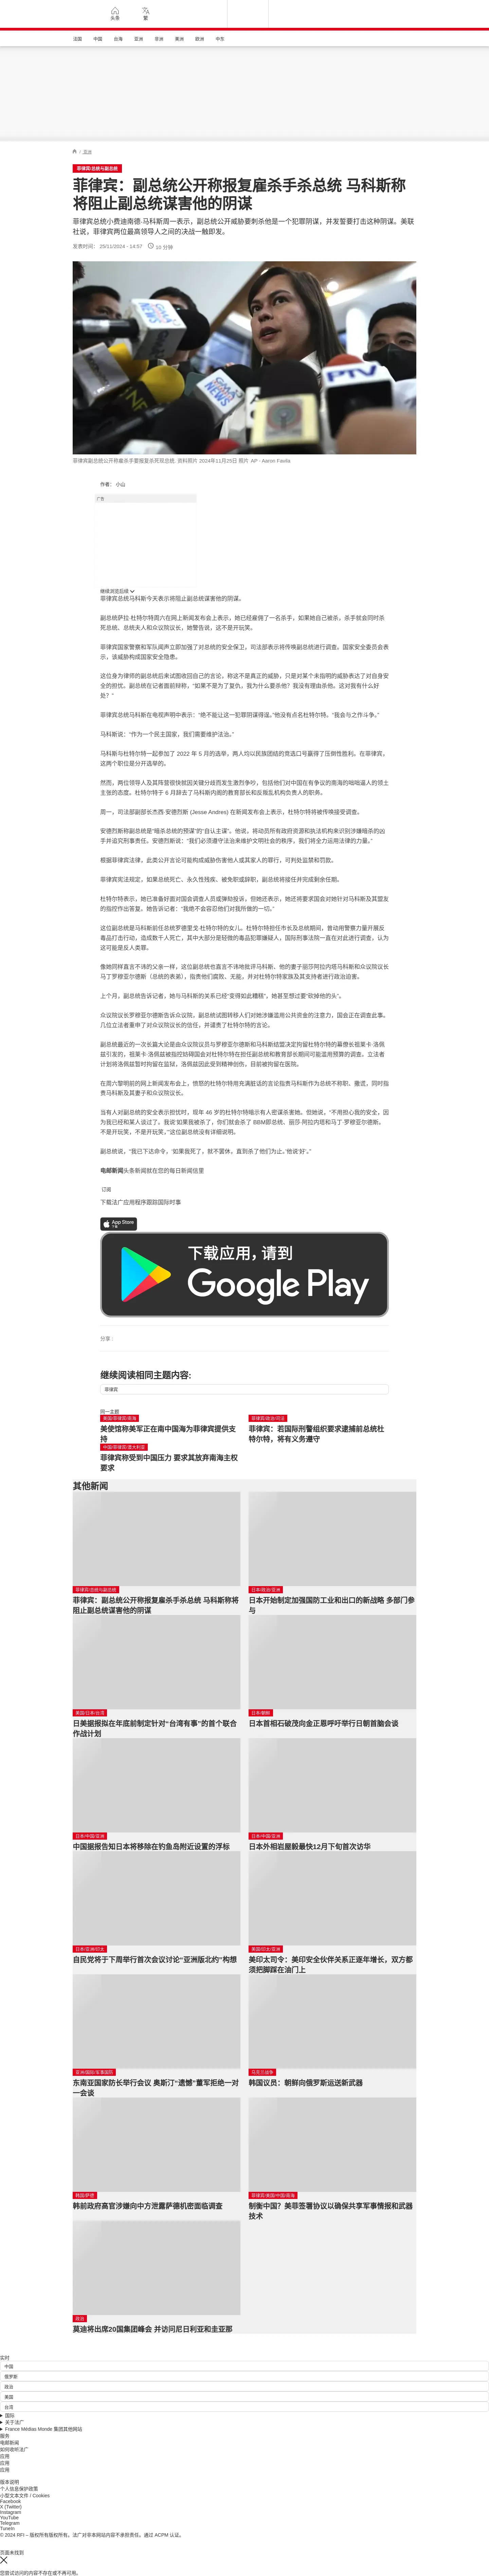 头条
繁
法国
中国
台海
亚洲
非洲
美洲
欧洲
中东
/ 亚洲
菲律宾/总统与副总统
菲律宾：副总统公开称报复雇杀手杀总统 马科斯称
将阻止副总统谋害他的阴谋
菲律宾总统小费迪南德·马科斯周一表示，副总统公开威胁要刺杀他是一个犯罪阴谋，并发誓要打击这种阴谋。美联
社说，菲律宾两位最高领导人之间的决战一触即发。
发表时间： 25/11/2024 - 14:57
10 分钟
菲律宾副总统公开称雇杀手要报复杀死现总统, 资料照片 2024年11月25日 照片 AP - Aaron Favila
作者： 小山
广告
继续浏览后续
菲律宾总统马科斯今天表示将阻止副总统谋害他的阴谋。
副总统萨拉·杜特尔特周六在网上新闻发布会上表示，她已经雇佣了一名杀手，如果她自己被杀，杀手就会同时杀
死总统、总统夫人和众议院议长，她警告说，这不是开玩笑。
菲律宾国家警察和军队闻声立即加强了对总统的安全保卫，司法部表示将传唤副总统进行调查。国家安全委员会表
示，该威胁构成国家安全隐患。
这位身为律师的副总统后来试图收回自己的言论，称这不是真正的威胁，只是对某个未指明的威胁表达了对自身安
全的担忧。副总统在记者面前辩称，“如果不是为了复仇，我为什么要杀他？我没有理由杀他。这对我有什么好
处？”
菲律宾总统马科斯在电视声明中表示：“绝不能让这一犯罪阴谋得逞。”他没有点名杜特尔特。“我会与之作斗争。”
马科斯说：“作为一个民主国家，我们需要维护法治。”
马科斯与杜特尔特一起参加了 2022 年 5 月的选举，两人均以民族团结的竞选口号赢得了压倒性胜利。在菲律宾，
这两个职位是分开选举的。
然而，两位领导人及其阵营很快就因关键分歧而发生激烈争吵，包括他们对中国在有争议的南海的咄咄逼人的领土
主张的态度。杜特尔特于 6 月辞去了马科斯内阁的教育部长和反叛乱机构负责人的职务。
周一，司法部副部长杰西·安德烈斯 (Jesse Andres) 在新闻发布会上表示，杜特尔特将被传唤接受调查。
安德烈斯称副总统是“暗杀总统的预谋”的“自认主谋”。他说，将动员所有政府资源和执法机构来识别涉嫌暗杀的凶
手并追究刑事责任。安德烈斯说：“我们必须遵守法治来维护文明社会的秩序，我们将全力运用法律的力量。”
根据菲律宾法律，此类公开言论可能构成威胁伤害他人或其家人的罪行，可判处监禁和罚款。
菲律宾宪法规定，如果总统死亡、永久性残疾、被免职或辞职，副总统将接任并完成剩余任期。
杜特尔特表示，她已准备好面对国会调查人员或弹劾投诉，但她还表示，她还将要求国会对她针对马科斯及其盟友
的指控作出答复。她告诉记者：“我绝不会容忍他们对我所做的一切。”
这位副总统是马科斯前任总统罗德里戈·杜特尔特的女儿。杜特尔特担任市长及总统期间，曾动用警察力量开展反
毒品打击行动，造成数千人死亡，其中大部分是轻微的毒品犯罪嫌疑人，国际刑事法院一直在对此进行调查，认为
这可能是反人类罪。
像她同样直言不讳的父亲一样，这位副总统也直言不讳地批评马科斯、他的妻子丽莎阿拉内塔马科斯和众议院议长
马丁罗穆亚尔德斯（总统的表弟），指责他们腐败、无能，并对杜特尔特家族及其支持者进行政治迫害。
上个月，副总统告诉记者，她与马科斯的关系已经“变得如此糟糕”，她甚至想过要“砍掉他的头”。
众议院议长罗穆亚尔德斯告诉众议院，副总统试图转移人们对她涉嫌滥用公共资金的注意力，国会正在调查此事。
几位立法者重申了对众议院议长的信任，并谴责了杜特尔特的言论。
副总统最近的一次长篇大论是由众议院议员与罗穆亚尔德斯和马科斯结盟决定拘留杜特尔特的幕僚长祖莱卡·洛佩
兹引发的，祖莱卡·洛佩兹被指控妨碍国会对杜特尔特在担任副总统和教育部长期间可能滥用预算的调查。立法者
计划将洛佩兹暂时拘留在监狱，洛佩兹因此受到精神创伤，目前被拘留在医院。
在周六黎明前的网上新闻发布会上，愤怒的杜特尔特用充满脏话的言论指责马科斯作为总统不称职、撒谎，同时指
责马科斯及其妻子和众议院议长。
当有人对副总统的安全表示担忧时，现年 46 岁的杜特尔特暗示有人密谋杀害她。但她说，“不用担心我的安全，因
为我已经和某人谈过了。我说‘如果我被杀了，你们就会杀了 BBM即总统、丽莎·阿拉内塔和马丁·罗穆亚尔德斯。
不是开玩笑，不是开玩笑。’”这位副总统没有详细说明。
副总统说，“我已下达命令，‘如果我死了，就不罢休，直到杀了他们为止。’他说‘好’。”
电邮新闻头条新闻就在您的每日新闻信里
订阅
下载法广应用程序跟踪国际时事
App Store
下载
下载应用，请到
Google Play
分享 :
继续阅读相同主题内容:
菲律宾
同一主题
美国/菲律宾/南海
美使馆称美军正在南中国海为菲律宾提供支
持
菲律宾/政治/司法
菲律宾：若国际刑警组织要求逮捕前总统杜
特尔特，将有义务遵守
中国/菲律宾/澳大利亚
菲律宾称受到中国压力 要求其放弃南海主权
要求
其他新闻
菲律宾/总统与副总统
菲律宾：副总统公开称报复雇杀手杀总统 马科斯称将
阻止副总统谋害他的阴谋
日本/政治/亚洲
日本开始制定加强国防工业和出口的新战略 多部门参
与
美国/日本/台湾
日美据报拟在年底前制定针对“台湾有事”的首个联合
作战计划
日本/朝鲜
日本首相石破茂向金正恩呼吁举行日朝首脑会谈
日本/中国/亚洲
中国据报告知日本将移除在钓鱼岛附近设置的浮标
日本/中国/亚洲
日本外相岩屋毅最快12月下旬首次访华
日本/亚洲/印太
自民党将于下周举行首次会议讨论“亚洲版北约”构想
美国/印太/亚洲
美印太司令：美印安全伙伴关系正逐年增长，双方都
须把脚踩在油门上
亚洲/国际/军事国防
东南亚国家防长举行会议 奥斯汀“遗憾”董军拒绝一对
一会谈
乌克兰战争
韩国议员：朝鲜向俄罗斯运送新武器
韩国/萨德
韩前政府高官涉嫌向中方泄露萨德机密面临调查
菲律宾/美国/中国/南海
制衡中国？美菲签署协议以确保共享军事情报和武器
技术
政治
莫迪将出席20国集团峰会 并访问尼日利亚和圭亚那
实时
中国
俄罗斯
政治
美国
台湾
国际
关于法广
France Médias Monde 集团其他网站
服务
电邮新闻
如何收听法广
应用
应用
应用
版本说明
个人信息保护政策
小型文本文件 / Cookies
Facebook
X (Twitter)
Instagram
YouTube
Telegram
TuneIn
© 2024 RFI – 版权所有版权所有。法广对非本网站内容不承担责任。通过 ACPM 认证。
页面未找到
您尝试访问的内容不存在或不再可用。